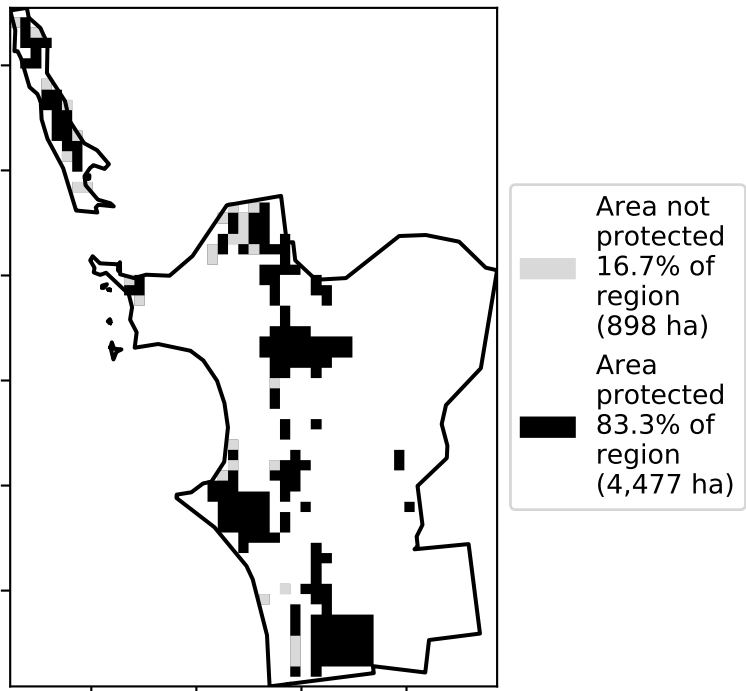 Area not
protected
16.7% of
region
(898 ha)
Area
protected
83.3% of
region
(4,477 ha)